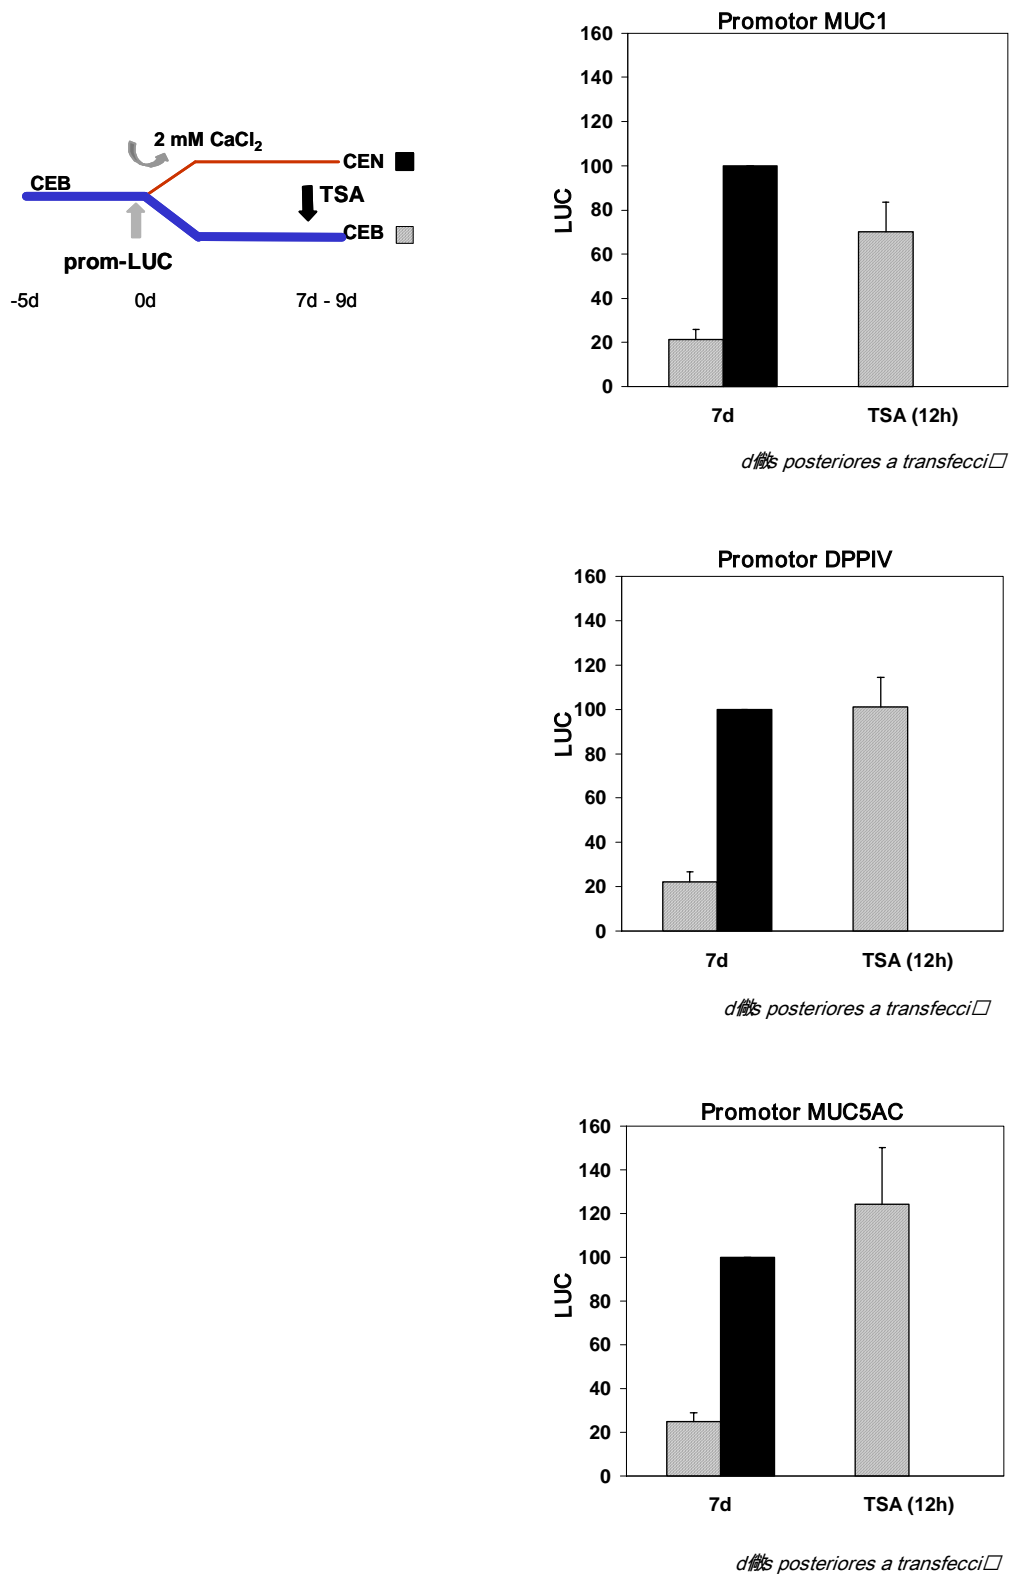 2 mM CaCl₂
CEB
CEN
TSA
CEB
prom-LUC
-5d 0d 7d - 9d
Promotor MUC1
160
140
120
100
80
60
40
20
0
LUC
7d TSA (12h)
posteriores a
Promotor DPPIV
160
140
120
100
80
60
40
20
0
LUC
7d TSA (12h)
posteriores a
Promotor MUC5AC
160
140
120
100
80
60
40
20
0
LUC
7d TSA (12h)
posteriores a